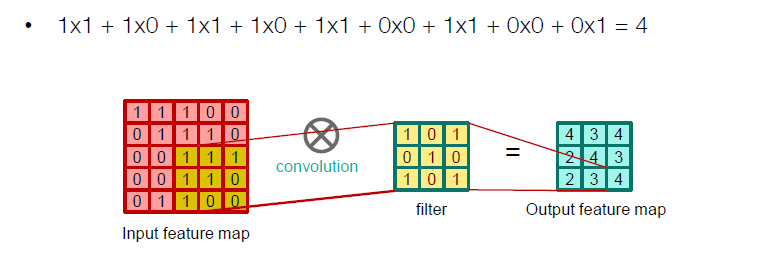 • 1x1 + 1x0 + 1x1 + 1x0 + 1x1 + 0x0 + 1x1 + 0x0 + 0x1 = 4
1 1 1 0 0
0 1 1 1 0
0 0 1 1 1
0 0 1 1 0
0 1 1 0 0
Input feature map
convolution
1 0 1
0 1 0
1 0 1
filter
=
4 3 4
2 4 3
2 3 4
Output feature map